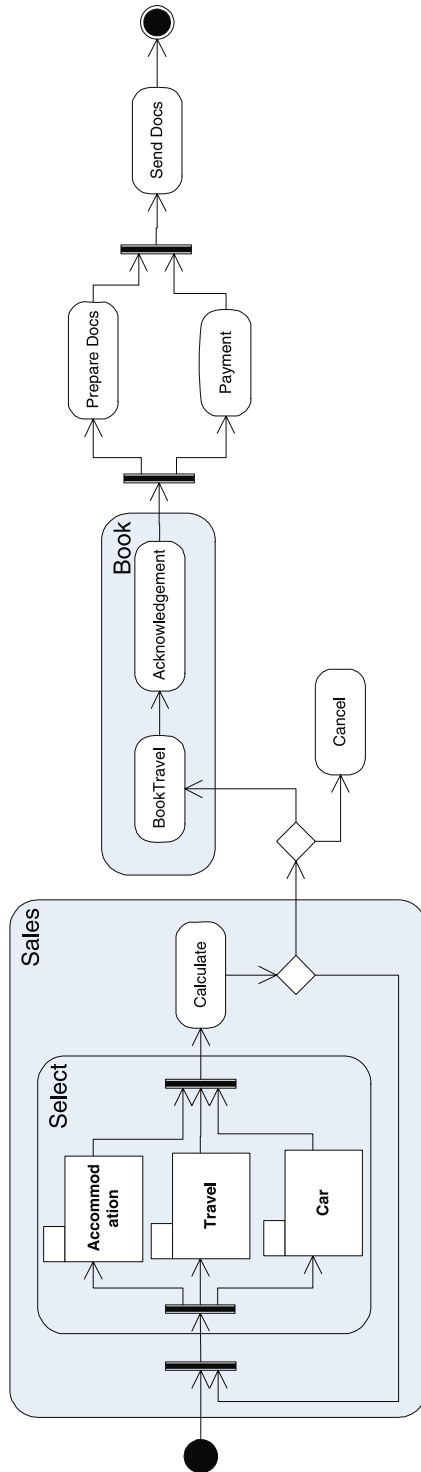 Sales
Select
Accommod
ation
Travel
Car
Calculate
Book
BookTravel
Acknowledgement
Cancel
Prepare Docs
Payment
Send Docs